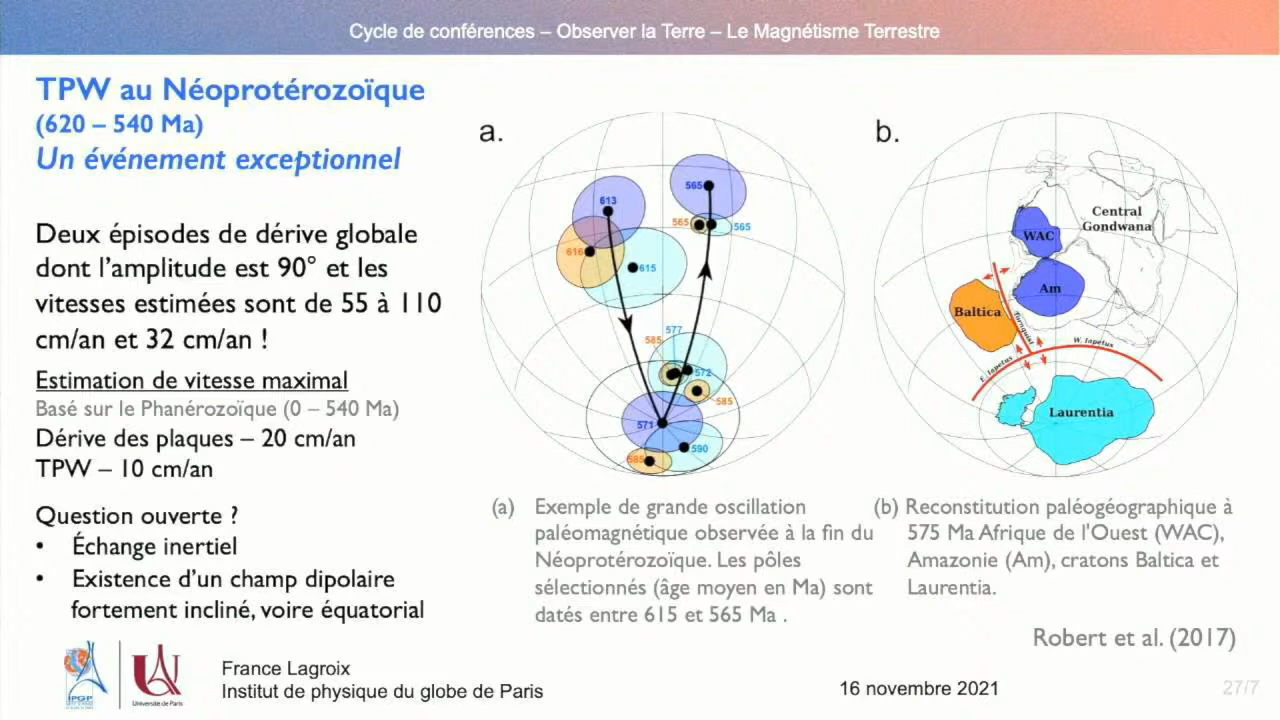 Cycle de conférences – Observer la Terre – Le Magnétisme Terrestre
TPW au Néoprotérozoïque
(620 – 540 Ma)
Un événement exceptionnel
Deux épisodes de dérive globale
dont l'amplitude est 90° et les
vitesses estimées sont de 55 à 110
cm/an et 32 cm/an !
Estimation de vitesse maximal
Basé sur le Phanérozoïque (0 – 540 Ma)
Dérive des plaques – 20 cm/an
TPW – 10 cm/an
Question ouverte ?
• Échange inertiel
• Existence d'un champ dipolaire
fortement incliné, voire équatorial
a.
613
565
616
565
565
615
577
585
572
585
571
590
585
b.
Central
Gondwana
WAC
Am
Baltica
Tornquist
W. Iapetus
E. Iapetus
Laurentia
(a) Exemple de grande oscillation
paléomagnétique observée à la fin du
Néoprotérozoïque. Les pôles
sélectionnés (âge moyen en Ma) sont
datés entre 615 et 565 Ma .
(b) Reconstitution paléogéographique à
575 Ma Afrique de l'Ouest (WAC),
Amazonie (Am), cratons Baltica et
Laurentia.
Robert et al. (2017)
IPGP
Université de Paris
France Lagroix
Institut de physique du globe de Paris
16 novembre 2021
27/7